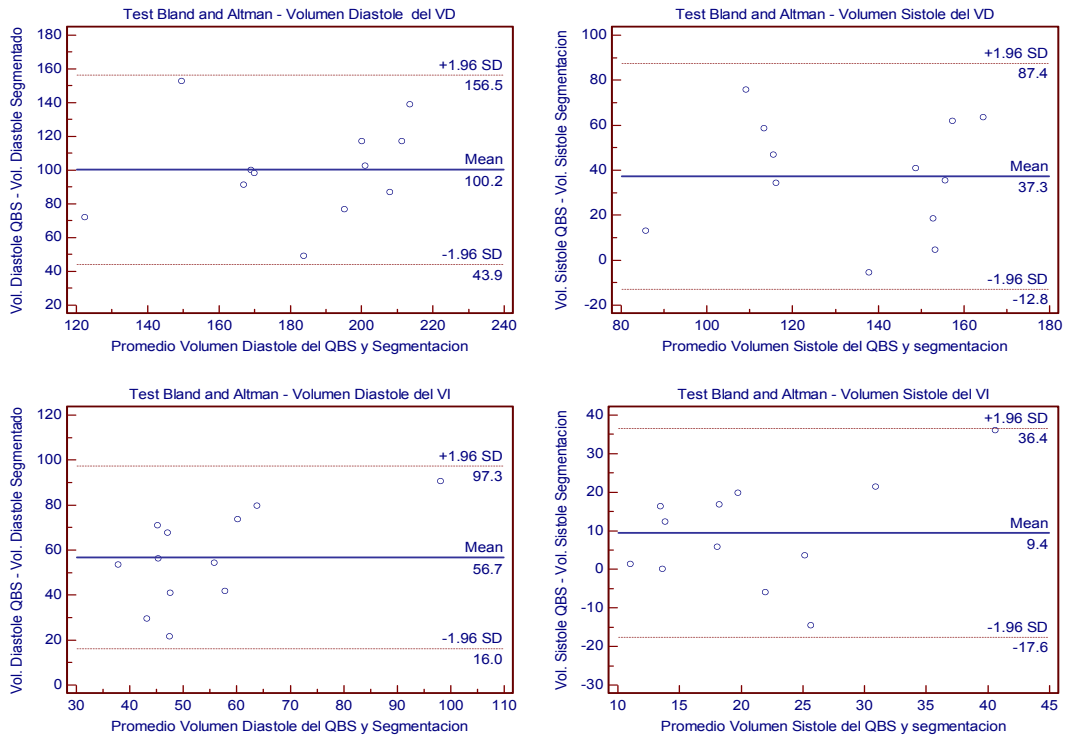 Test Bland and Altman - Volumen Diastole del VD
Vol. Diastole QBS - Vol. Diastole Segmentado
180
160
140
120
100
80
60
40
20
+1.96 SD
156.5
Mean
100.2
-1.96 SD
43.9
120 140 160 180 200 220 240
Promedio Volumen Diastole del QBS y Segmentacion
Test Bland and Altman - Volumen Sistole del VD
Vol. Sistole QBS - Vol. Sistole Segmentacion
100
80
60
40
20
0
-20
+1.96 SD
87.4
Mean
37.3
-1.96 SD
-12.8
80 100 120 140 160 180
Promedio Volumen Sistole del QBS y segmentacion
Test Bland and Altman - Volumen Diastole del VI
Vol. Diastole QBS - Vol. Diastole Segmentado
120
100
80
60
40
20
0
+1.96 SD
97.3
Mean
56.7
-1.96 SD
16.0
30 40 50 60 70 80 90 100 110
Promedio Volumen Diastole del QBS y Segmentacion
Test Bland and Altman - Volumen Sistole del VI
Vol. Sistole QBS - Vol. Sistole Segmentacion
40
30
20
10
0
-10
-20
-30
+1.96 SD
36.4
Mean
9.4
-1.96 SD
-17.6
10 15 20 25 30 35 40 45
Promedio Volumen Sistole del QBS y segmentacion